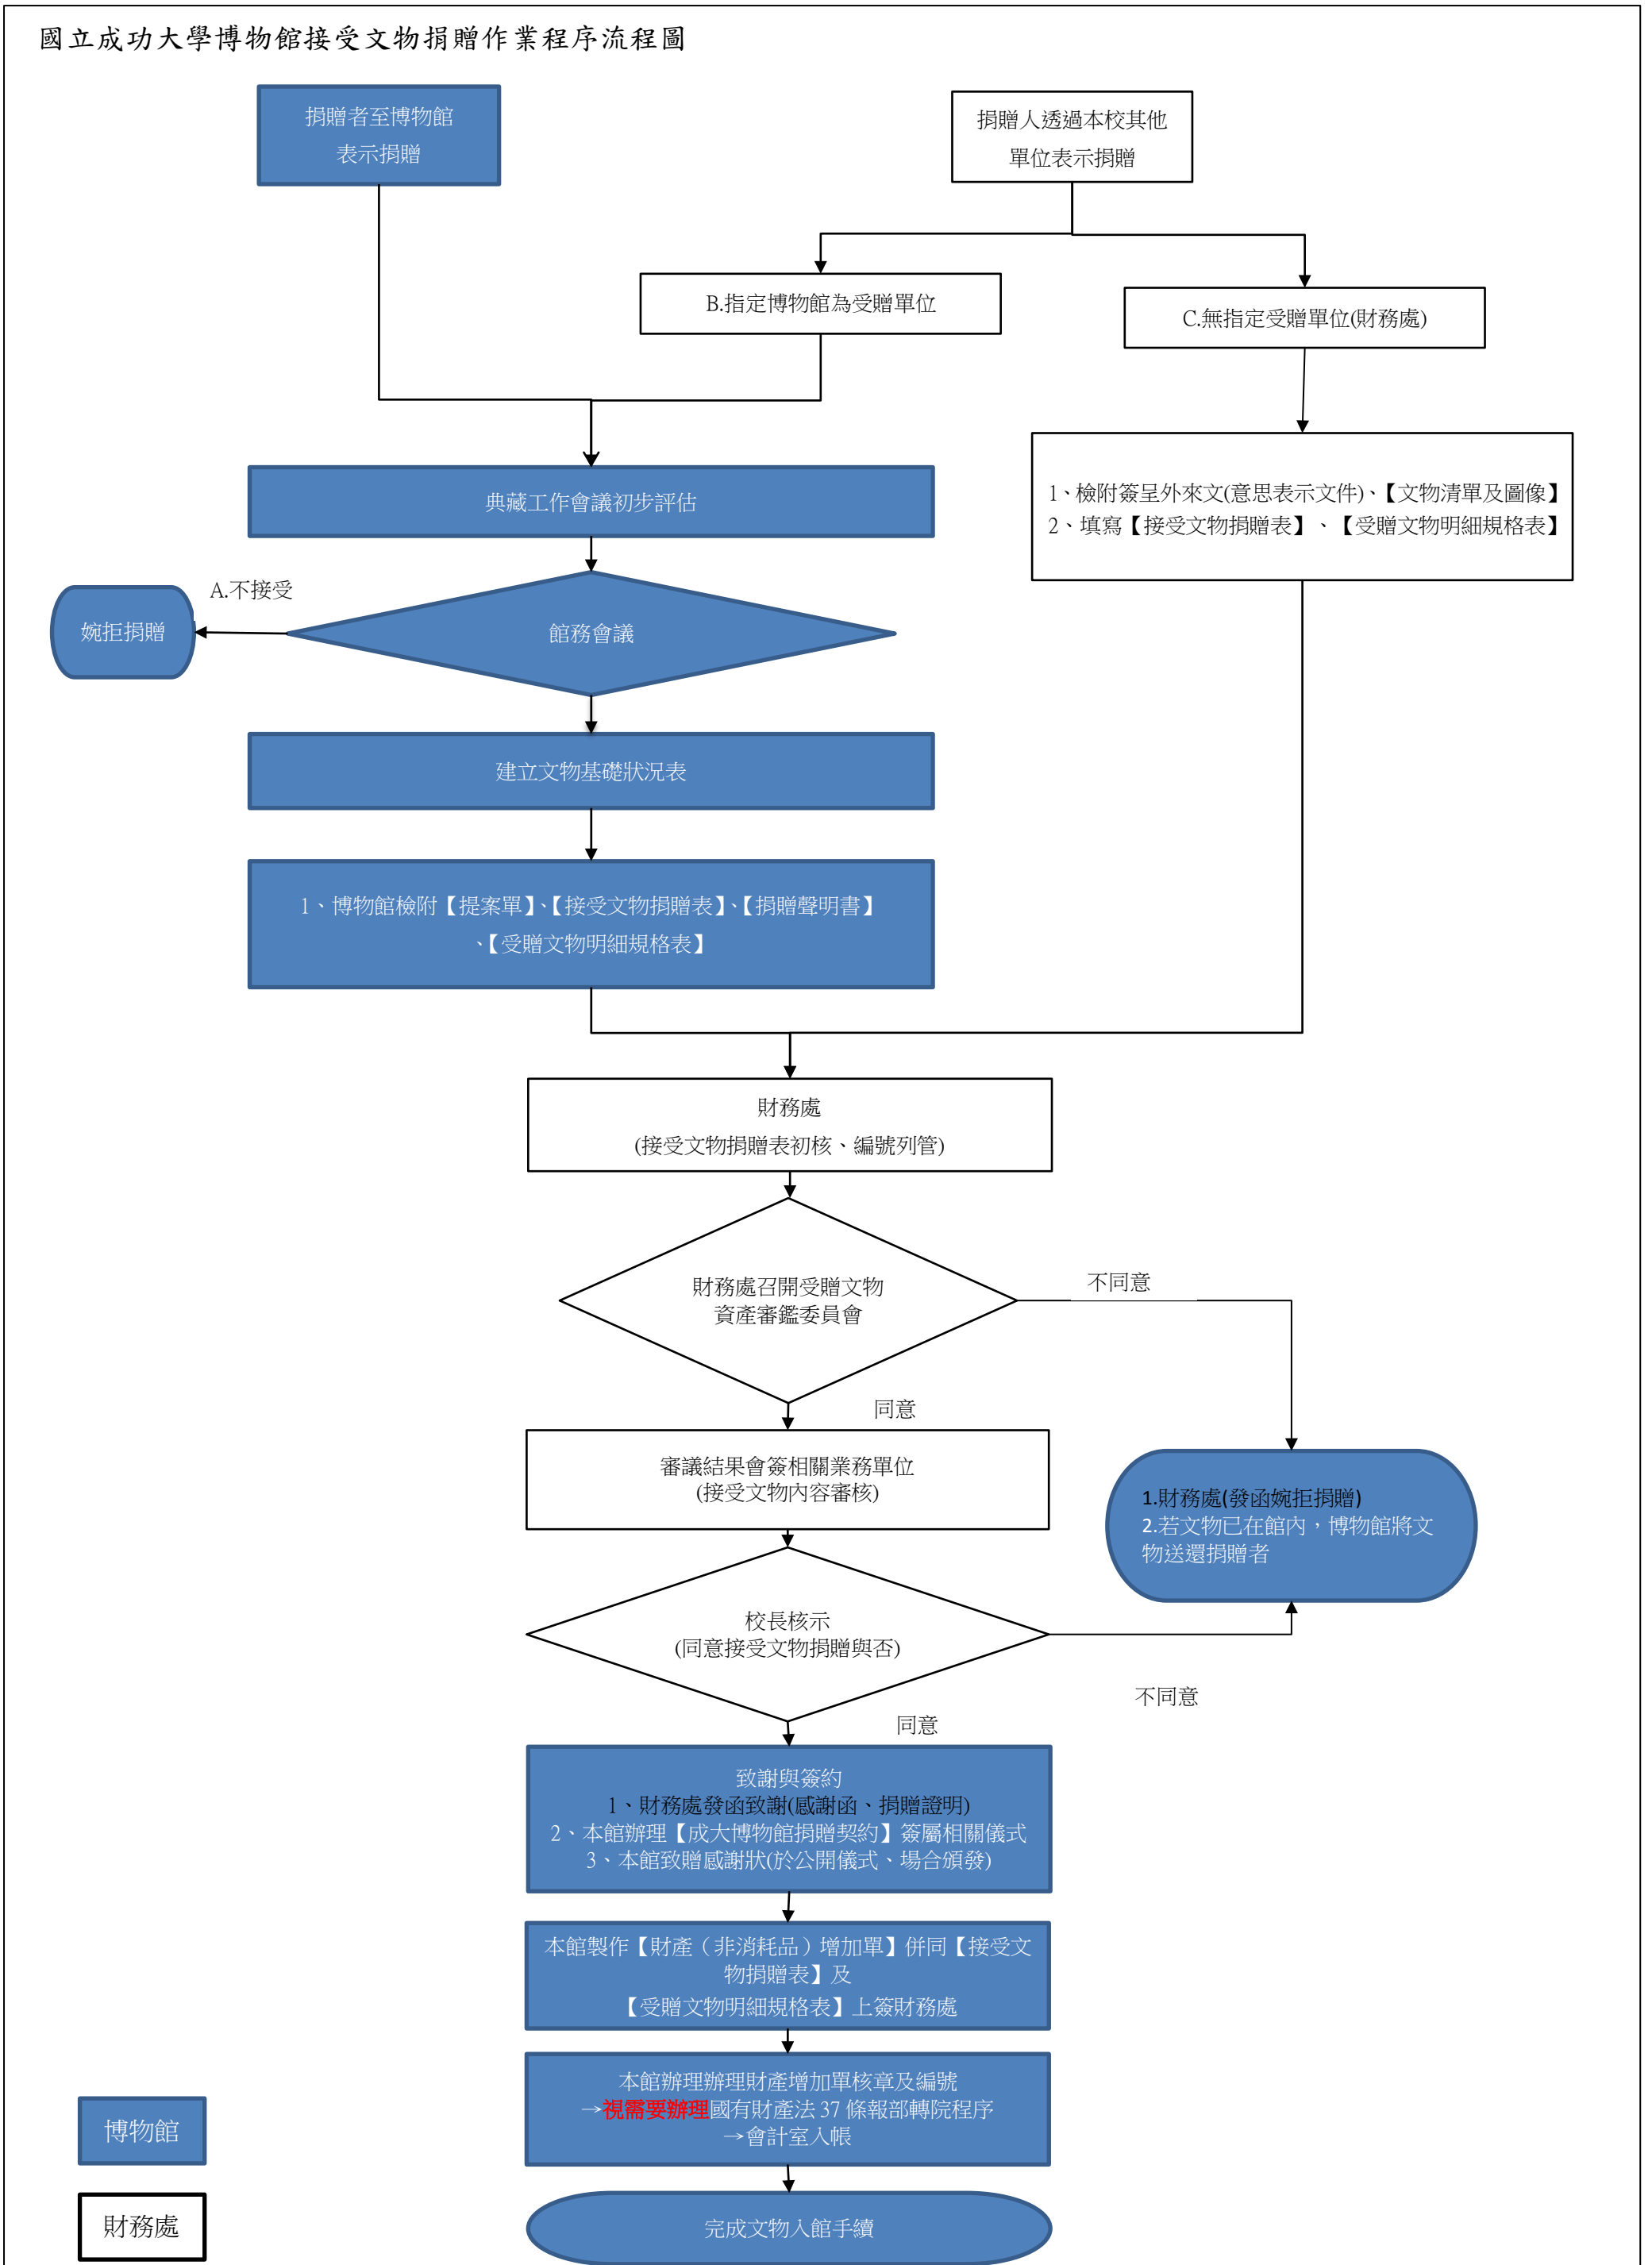 國立成功大學博物館接受文物捐贈作業程序流程圖
捐贈者至博物館
表示捐贈
捐贈人透過本校其他
單位表示捐贈
B.指定博物館為受贈單位
C.無指定受贈單位(財務處)
1、檢附簽呈外來文(意思表示文件)、【文物清單及圖像】
2、填寫【接受文物捐贈表】、【受贈文物明細規格表】
典藏工作會議初步評估
A.不接受
婉拒捐贈
館務會議
建立文物基礎狀況表
1、博物館檢附【提案單】、【接受文物捐贈表】、【捐贈聲明書】
、【受贈文物明細規格表】
財務處
(接受文物捐贈表初核、編號列管)
財務處召開受贈文物
資產審鑑委員會
不同意
同意
審議結果會簽相關業務單位
(接受文物內容審核)
1.財務處(發函婉拒捐贈)
2.若文物已在館內，博物館將文
物送還捐贈者
校長核示
(同意接受文物捐贈與否)
不同意
同意
致謝與簽約
1、財務處發函致謝(感謝函、捐贈證明)
2、本館辦理【成大博物館捐贈契約】簽屬相關儀式
3、本館致贈感謝狀(於公開儀式、場合頒發)
本館製作【財產（非消耗品）增加單】併同【接受文
物捐贈表】及
【受贈文物明細規格表】上簽財務處
本館辦理辦理財產增加單核章及編號
→視需要辦理國有財產法 37 條報部轉院程序
→會計室入帳
完成文物入館手續
博物館
財務處